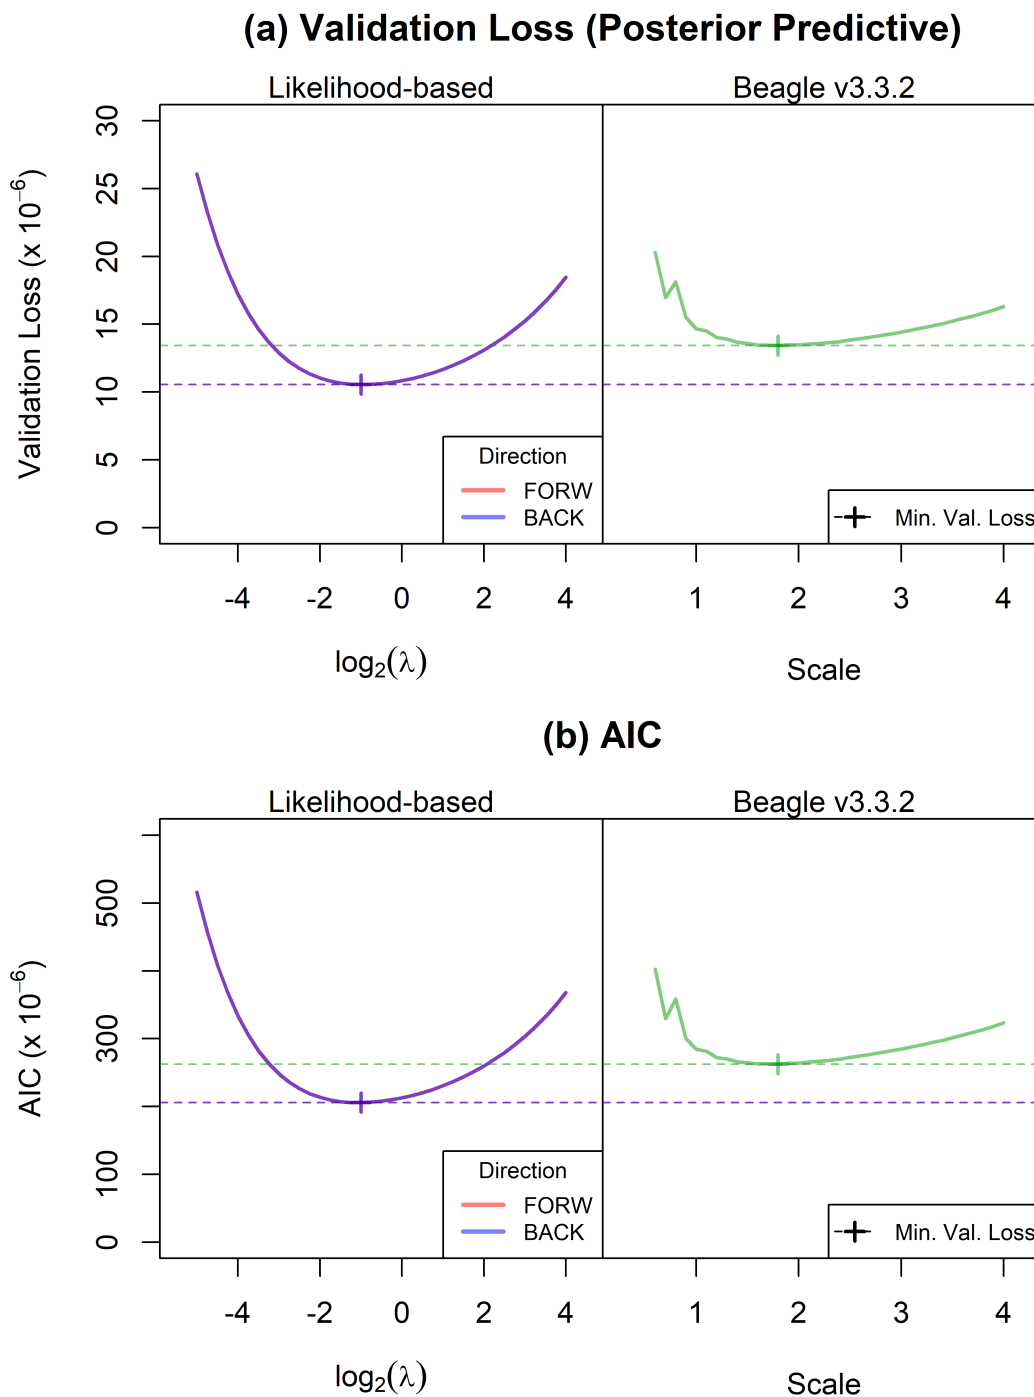 (a) Validation Loss (Posterior Predictive)
Likelihood-based
Beagle v3.3.2
Validation Loss (x 10⁻⁶)
30
25
20
15
10
5
0
Direction
FORW
BACK
Min. Val. Loss
-4 -2 0 2 4
1 2 3 4
log₂(λ)
Scale
(b) AIC
Likelihood-based
Beagle v3.3.2
AIC (x 10⁻⁶)
500
300
100
0
Direction
FORW
BACK
Min. Val. Loss
-4 -2 0 2 4
1 2 3 4
log₂(λ)
Scale